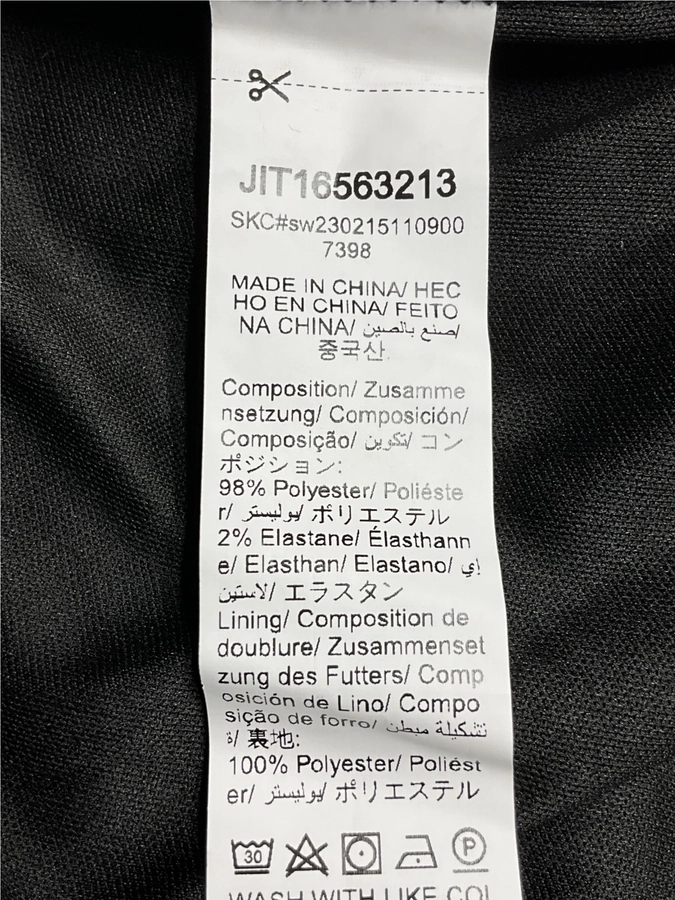 JIT16563213
SKC#sw230215110900
7398
MADE IN CHINA/ HEC
HO EN CHINA/ FEITO
NA CHINA/ صنع بالصين/
중국산
Composition/ Zusamme
nsetzung/ Composición/
Composição/ تكوين/ コン
ポジション:
98% Polyester/ Poliéste
r/ بوليستر/ ポリエステル
2% Elastane/ Élasthann
e/ Elasthan/ Elastano/ إي
لاستين/ エラスタン
Lining/ Composition de
doublure/ Zusammenset
zung des Futters/ Comp
osición de Lino/ Compo
sição de forro/ تشكيلة مبطن
ة/ 裏地:
100% Polyester/ Poliést
er/ بوليستر/ ポリエステル
30 P
WASH WITH LIKE COL